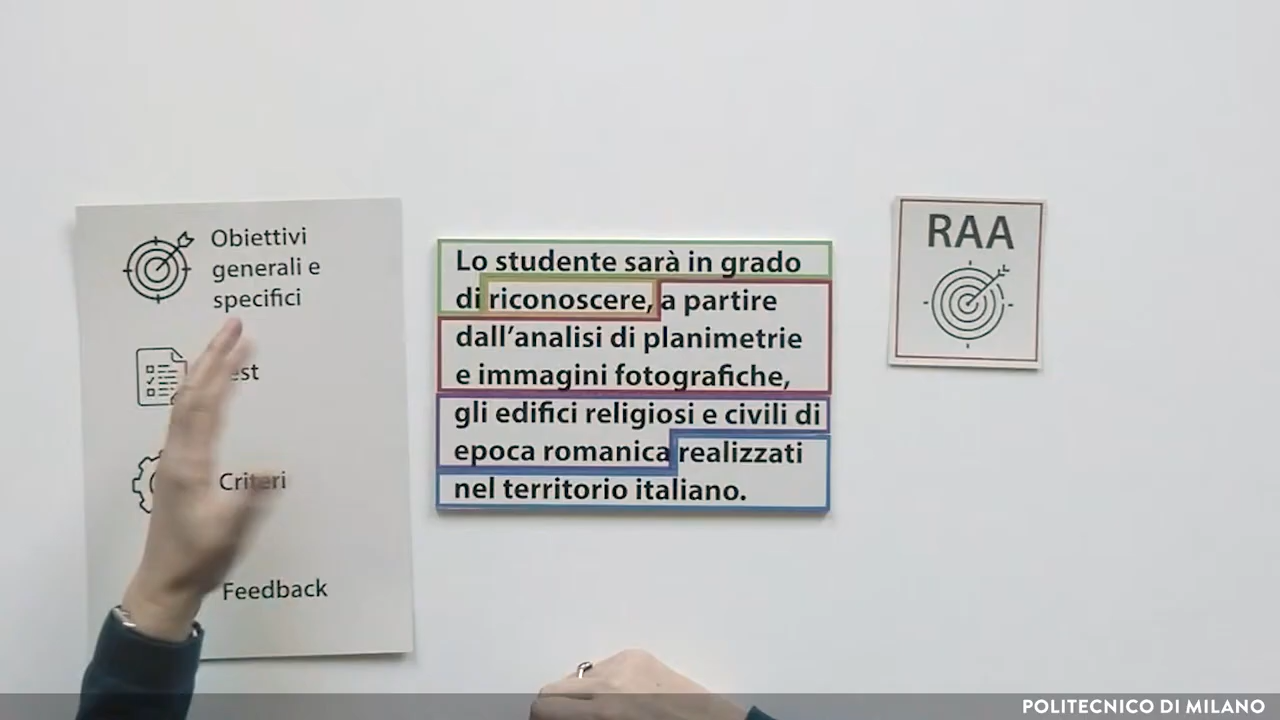 Obiettivi
generali e
specifici
Criteri
Feedback
Lo studente sarà in grado
di riconoscere, a partire
dall’analisi di planimetrie
e immagini fotografiche,
gli edifici religiosi e civili di
epoca romanica realizzati
nel territorio italiano.
RAA
POLITECNICO DI MILANO